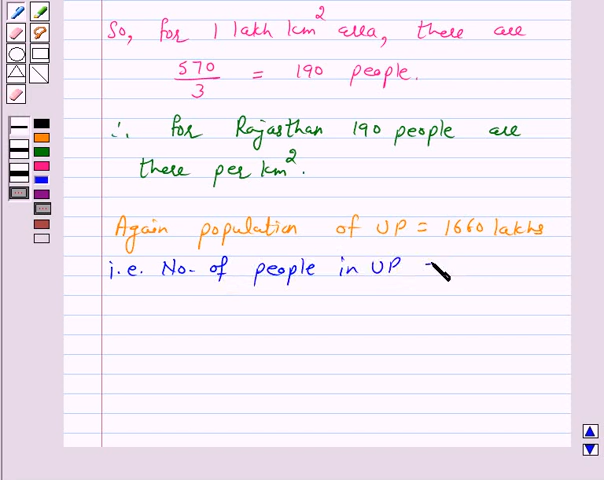 So, for 1 lakh km² area, there are
570/3 = 190 people.
∴ for Rajasthan 190 people are
there per km².
Again population of UP = 1660 lakhs
i.e. No. of people in UP -